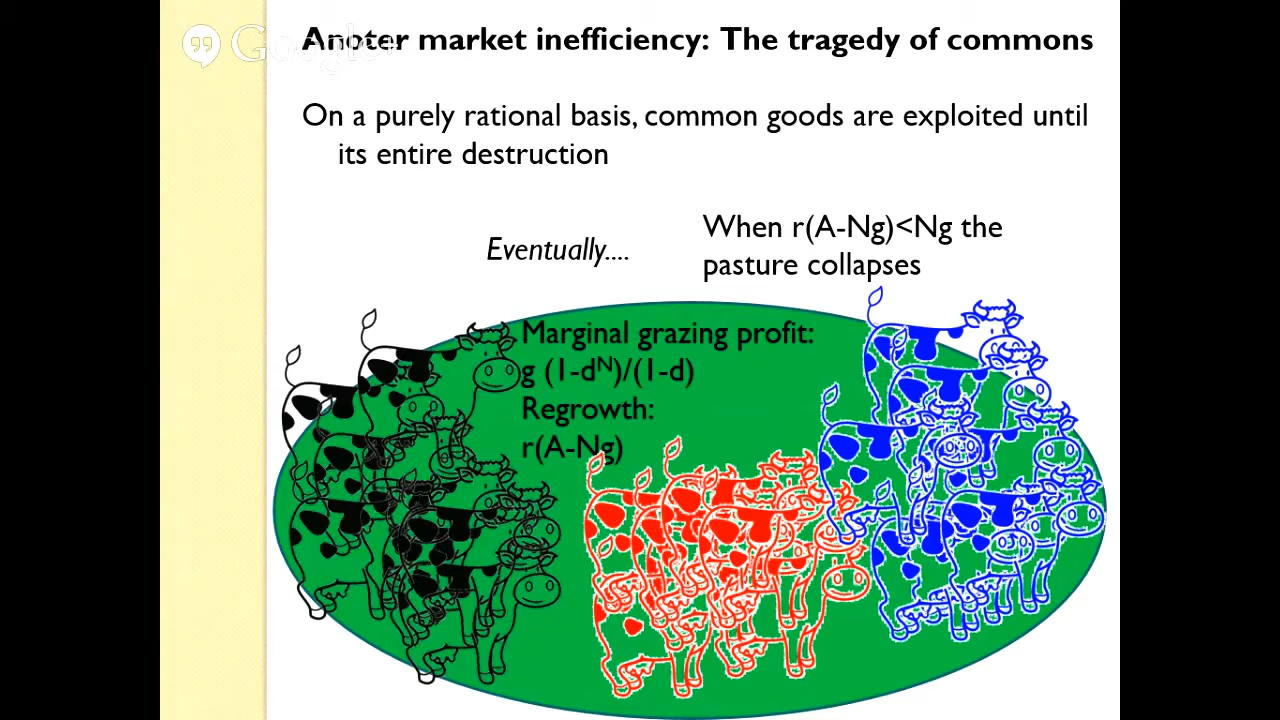 Google+
Anoter market inefficiency: The tragedy of commons
On a purely rational basis, common goods are exploited until
its entire destruction
Eventually....
When r(A-Ng)<Ng the
pasture collapses
Marginal grazing profit:
g (1-dᴺ)/(1-d)
Regrowth:
r(A-Ng)